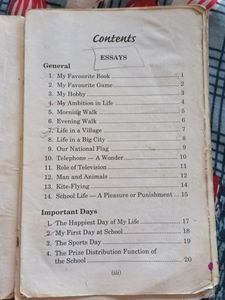 Contents
ESSAYS
General
1. My Favourite Book 1
2. My Favourite Game 2
3. My Hobby 3
4. My Ambition in Life 4
5. Morning Walk 5
6. Evening Walk 6
7. Life in a Village 7
8. Life in a Big City 8
9. Our National Flag 9
10. Telephone — A Wonder 10
11. Role of Television 11
12. Man and Animals 12
13. Kite-Flying 14
14. School Life — A Pleasure or Punishment ... 15
Important Days
1. The Happiest Day of My Life 17
2. My First Day at School 18
3. The Sports Day 19
4. The Prize Distribution Function of
the School 20
(iii)